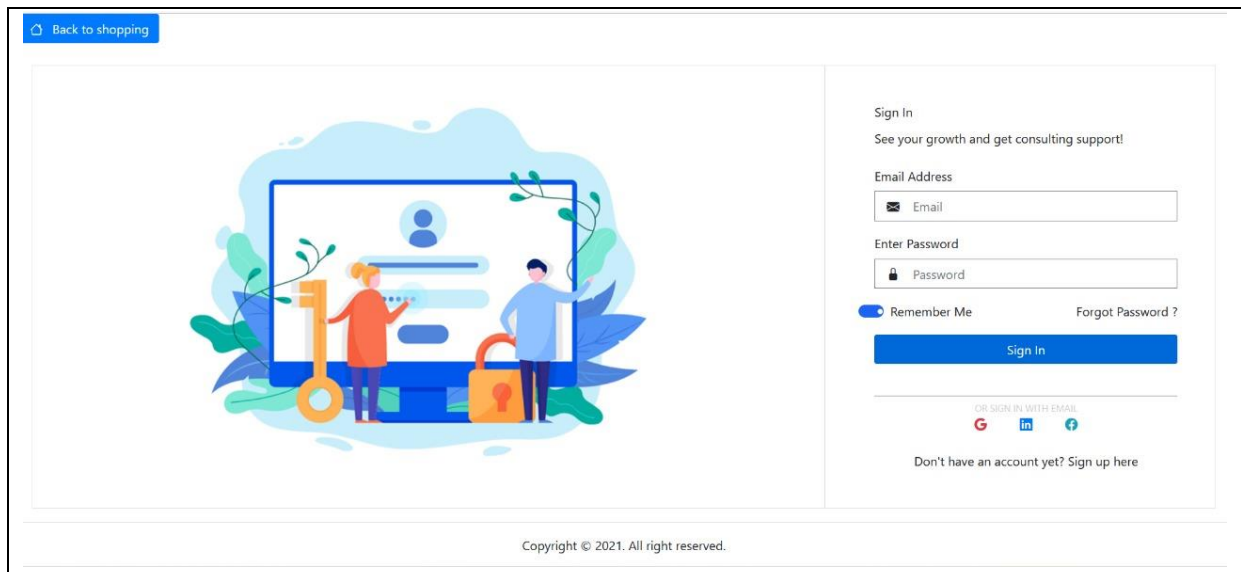 Back to shopping
Sign In
See your growth and get consulting support!
Email Address
Email
Enter Password
Password
Remember Me
Forgot Password ?
Sign In
OR SIGN IN WITH EMAIL
G
in
f
Don't have an account yet? Sign up here
Copyright © 2021. All right reserved.